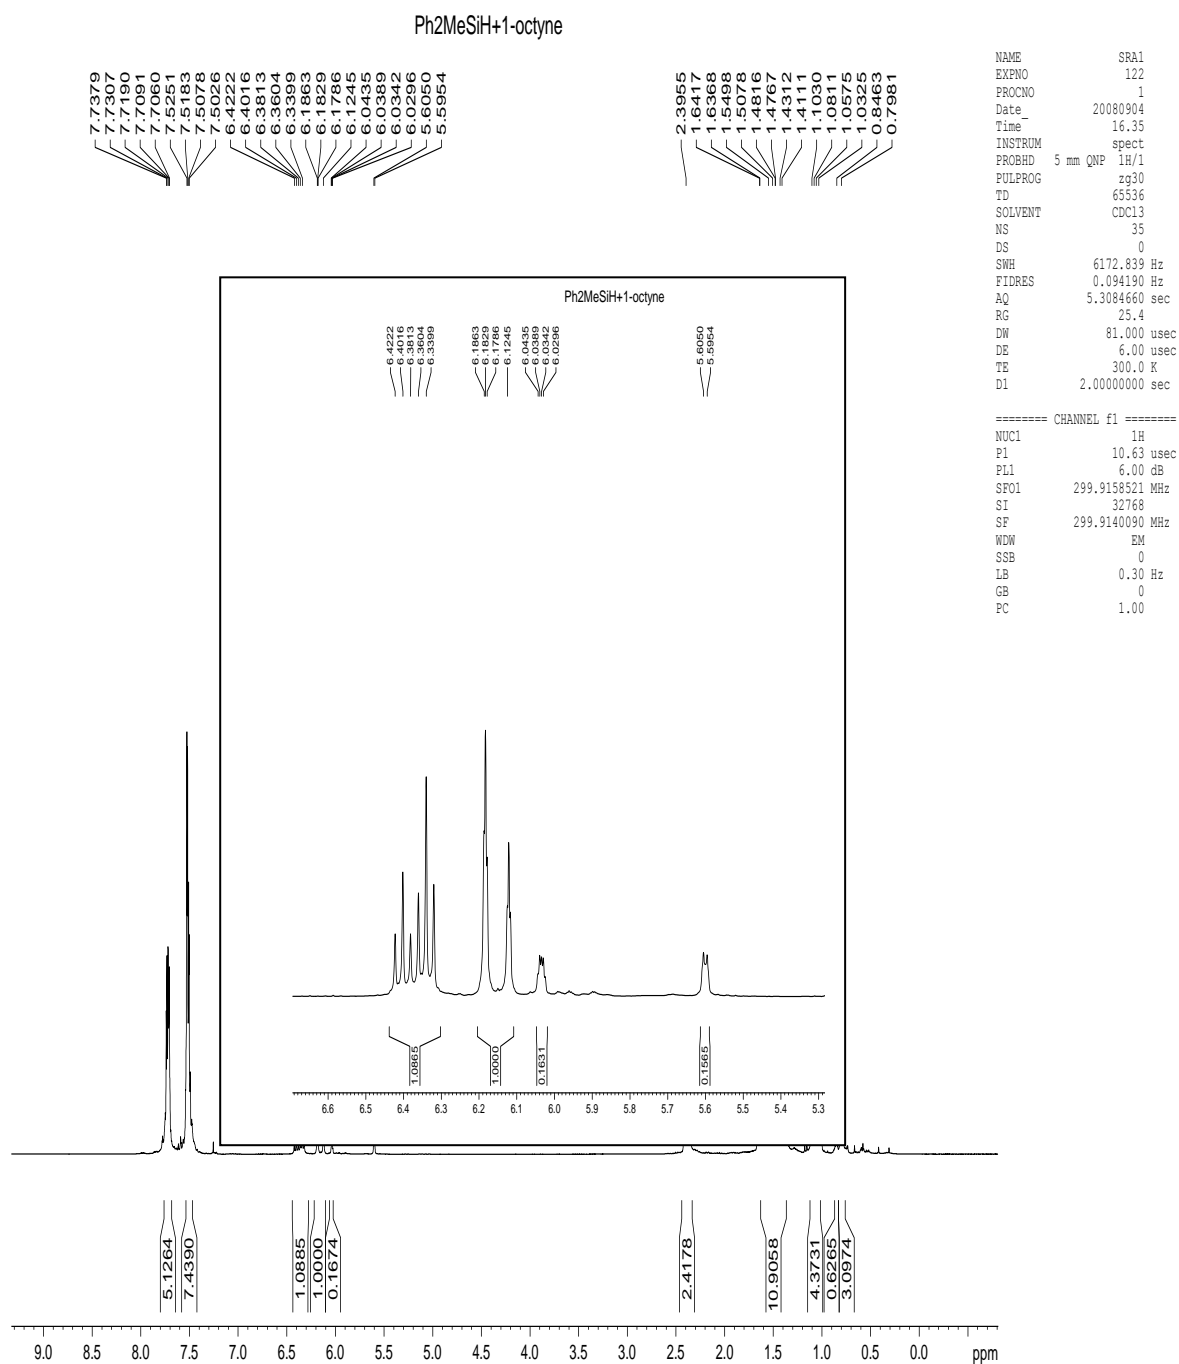 Ph2MeSiH+1-octyne
7.7379
7.7307
7.7190
7.7091
7.7060
7.5251
7.5183
7.5078
7.5026
6.4222
6.4016
6.3813
6.3604
6.3399
6.1863
6.1829
6.1786
6.1245
6.0435
6.0389
6.0342
6.0296
5.6050
5.5954
2.3955
1.6417
1.6368
1.5498
1.5078
1.4816
1.4767
1.4312
1.4111
1.1030
1.0811
1.0575
1.0325
0.8463
0.7981
NAME SRA1
EXPNO 122
PROCNO 1
Date_ 20080904
Time 16.35
INSTRUM spect
PROBHD 5 mm QNP 1H/1
PULPROG zg30
TD 65536
SOLVENT CDCl3
NS 35
DS 0
SWH 6172.839 Hz
FIDRES 0.094190 Hz
AQ 5.3084660 sec
RG 25.4
DW 81.000 usec
DE 6.00 usec
TE 300.0 K
D1 2.00000000 sec
======== CHANNEL f1 ========
NUC1 1H
P1 10.63 usec
PL1 6.00 dB
SFO1 299.9158521 MHz
SI 32768
SF 299.9140090 MHz
WDW EM
SSB 0
LB 0.30 Hz
GB 0
PC 1.00
Ph2MeSiH+1-octyne
6.4222
6.4016
6.3813
6.3604
6.3399
6.1863
6.1829
6.1786
6.1245
6.0435
6.0389
6.0342
6.0296
5.6050
5.5954
1.0865
1.0000
0.1631
0.1565
6.6 6.5 6.4 6.3 6.2 6.1 6.0 5.9 5.8 5.7 5.6 5.5 5.4 5.3
5.1264
7.4390
1.0885
1.0000
0.1674
2.4178
10.9058
4.3731
0.6265
3.0974
9.0 8.5 8.0 7.5 7.0 6.5 6.0 5.5 5.0 4.5 4.0 3.5 3.0 2.5 2.0 1.5 1.0 0.5 0.0 ppm